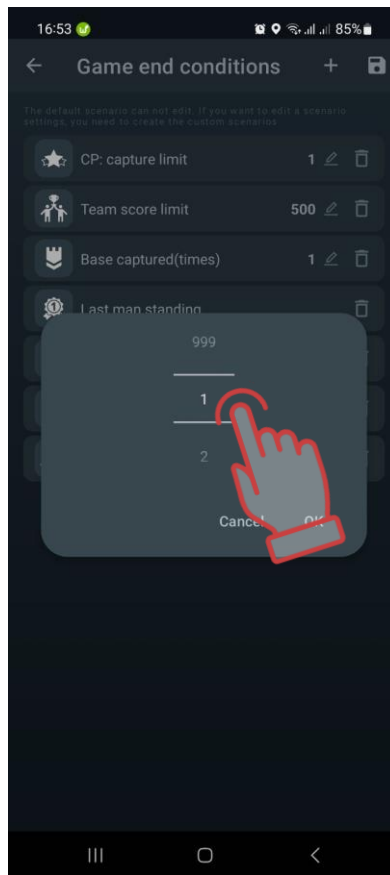 16:53
85%
Game end conditions
The default scenario can not edit. If you want to edit a scenario
settings, you need to create the custom scenarios
CP: capture limit 1
Team score limit 500
Base captured(times) 1
Last man standing
999
1
2
Cancel OK